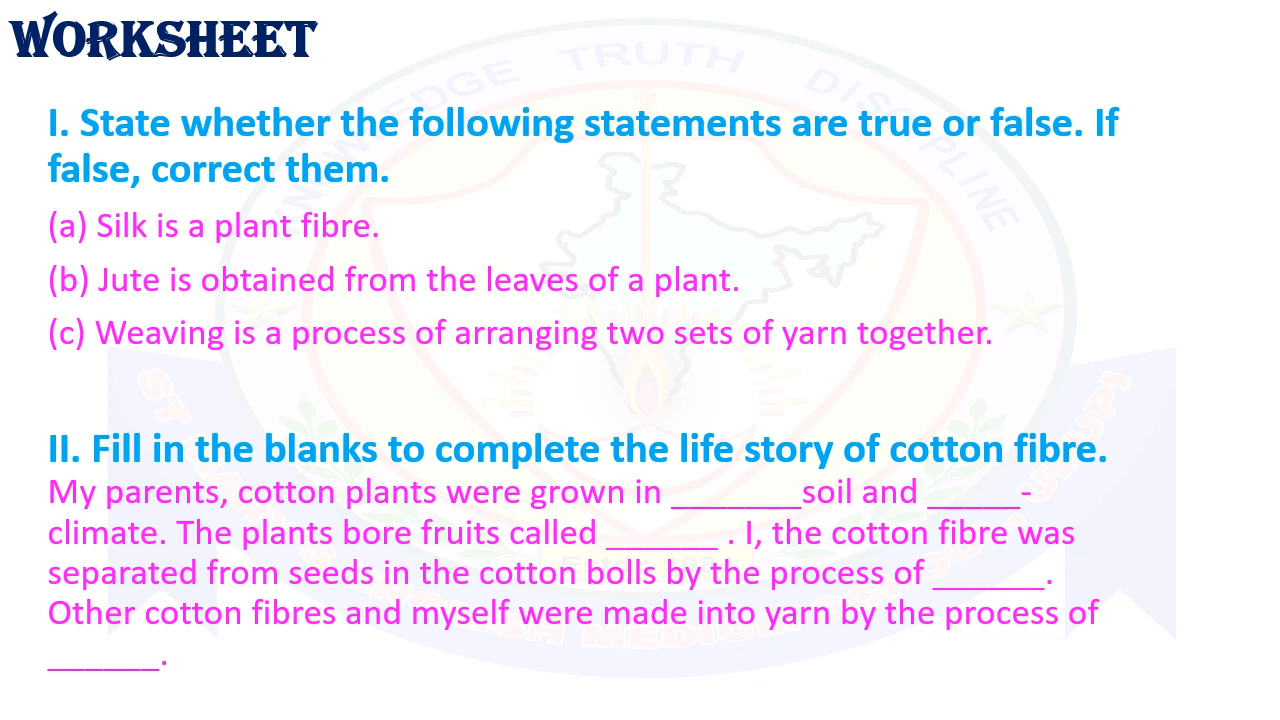 WORKSHEET
KNOWLEDGE TRUTH DISCIPLINE
I. State whether the following statements are true or false. If
false, correct them.
(a) Silk is a plant fibre.
(b) Jute is obtained from the leaves of a plant.
(c) Weaving is a process of arranging two sets of yarn together.
II. Fill in the blanks to complete the life story of cotton fibre.
My parents, cotton plants were grown in _______soil and _____-
climate. The plants bore fruits called ______ . I, the cotton fibre was
separated from seeds in the cotton bolls by the process of ______.
Other cotton fibres and myself were made into yarn by the process of
______.